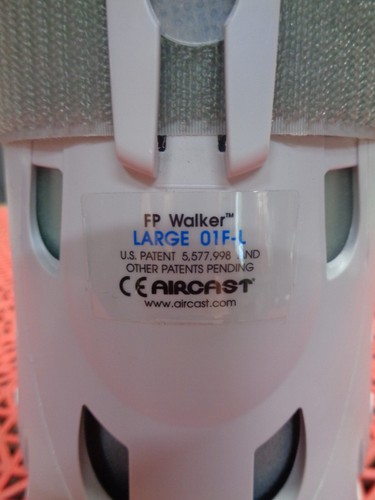 FP Walker™
LARGE 01F-L
U.S. PATENT 5,577,998 AND
OTHER PATENTS PENDING
CE AIRCAST®
www.aircast.com